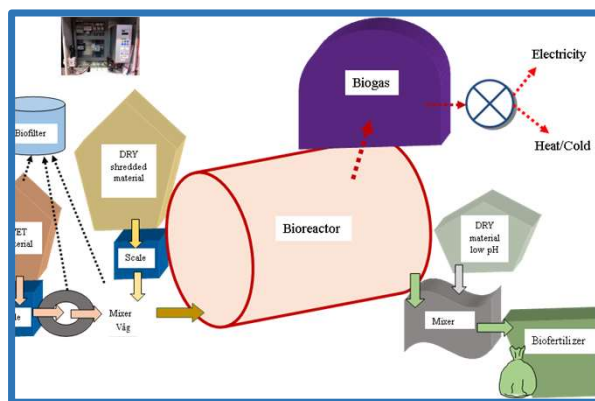 Electricity
Biogas
Heat/Cold
Biofilter
DRY
shredded
material
Bioreactor
DRY
material
low pH
Scale
Mixer
Våg
Mixer
Biofertilizer